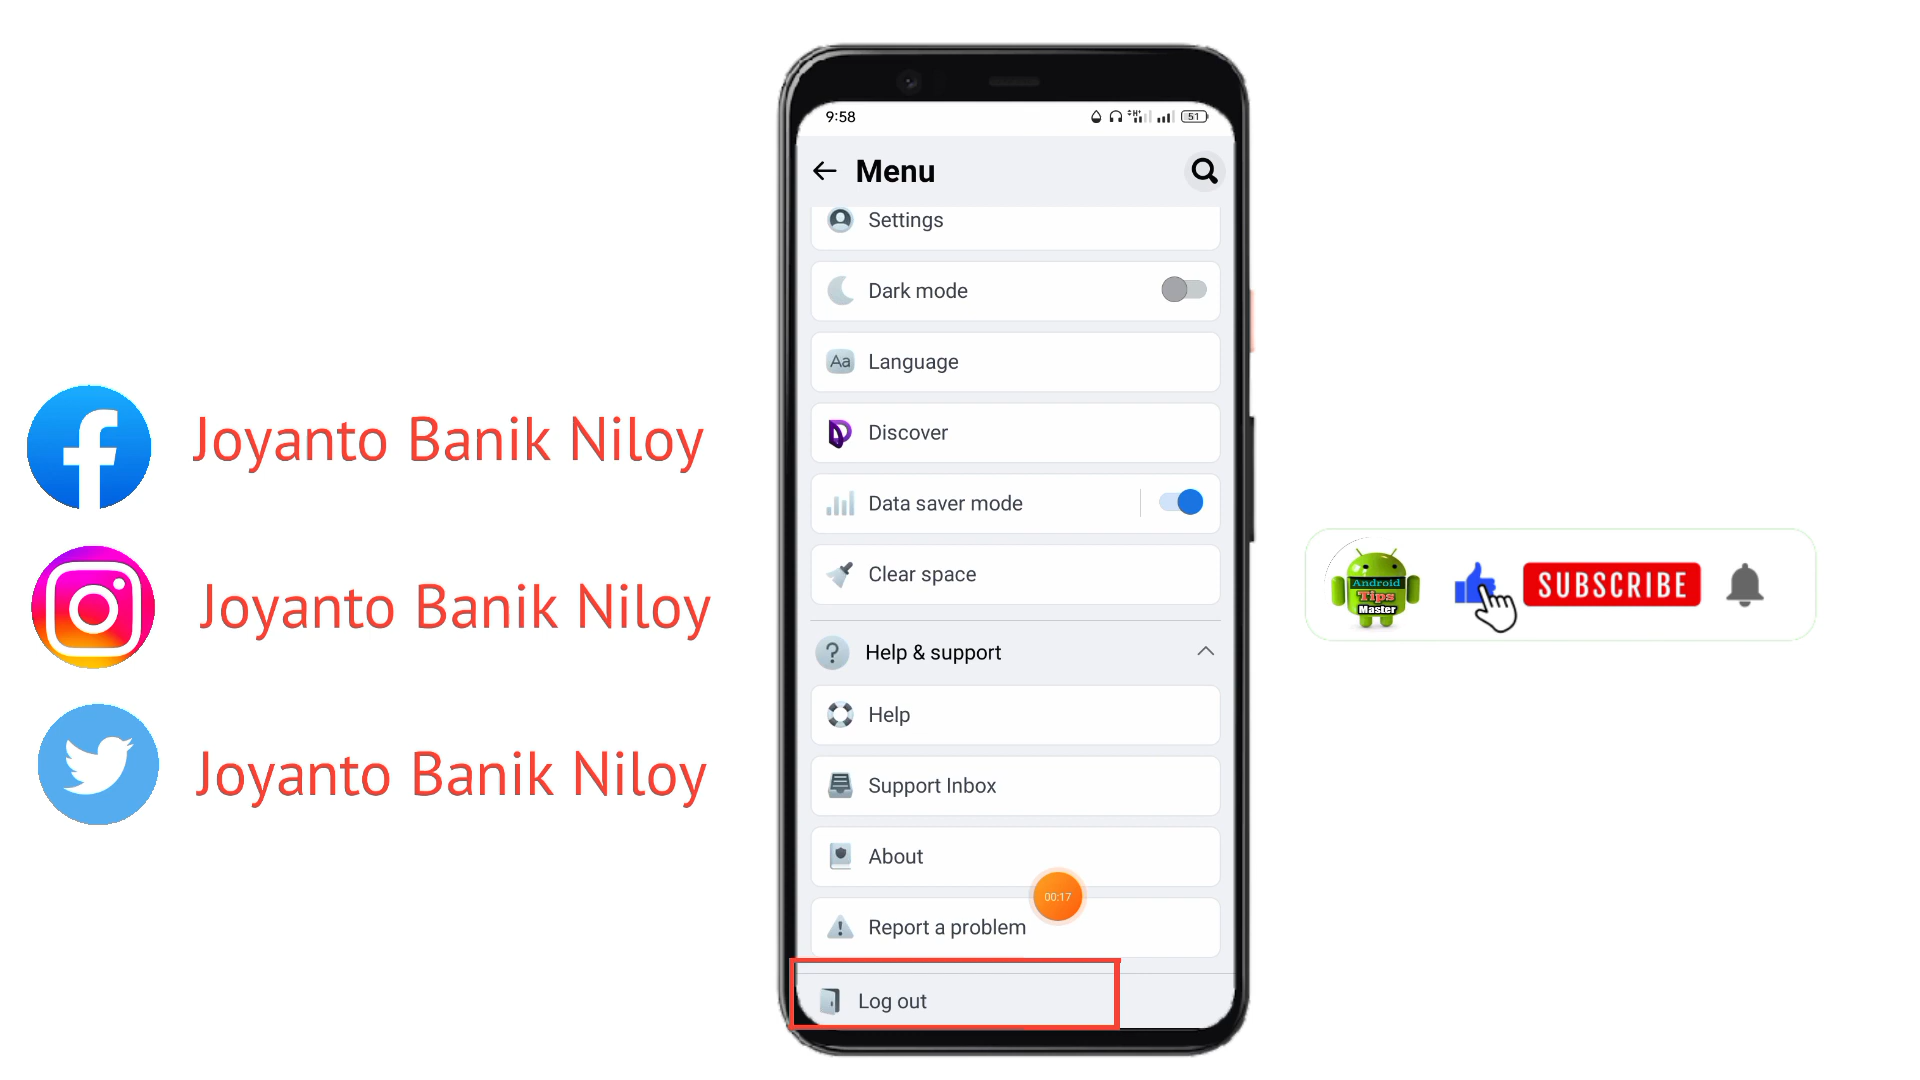 9:58
51
Menu
Settings
Dark mode
Aa Language
Discover
Data saver mode
Clear space
? Help & support
Help
Support Inbox
About
00:17
Report a problem
Log out
Joyanto Banik Niloy
Joyanto Banik Niloy
Joyanto Banik Niloy
Android
Tips
Master
SUBSCRIBE